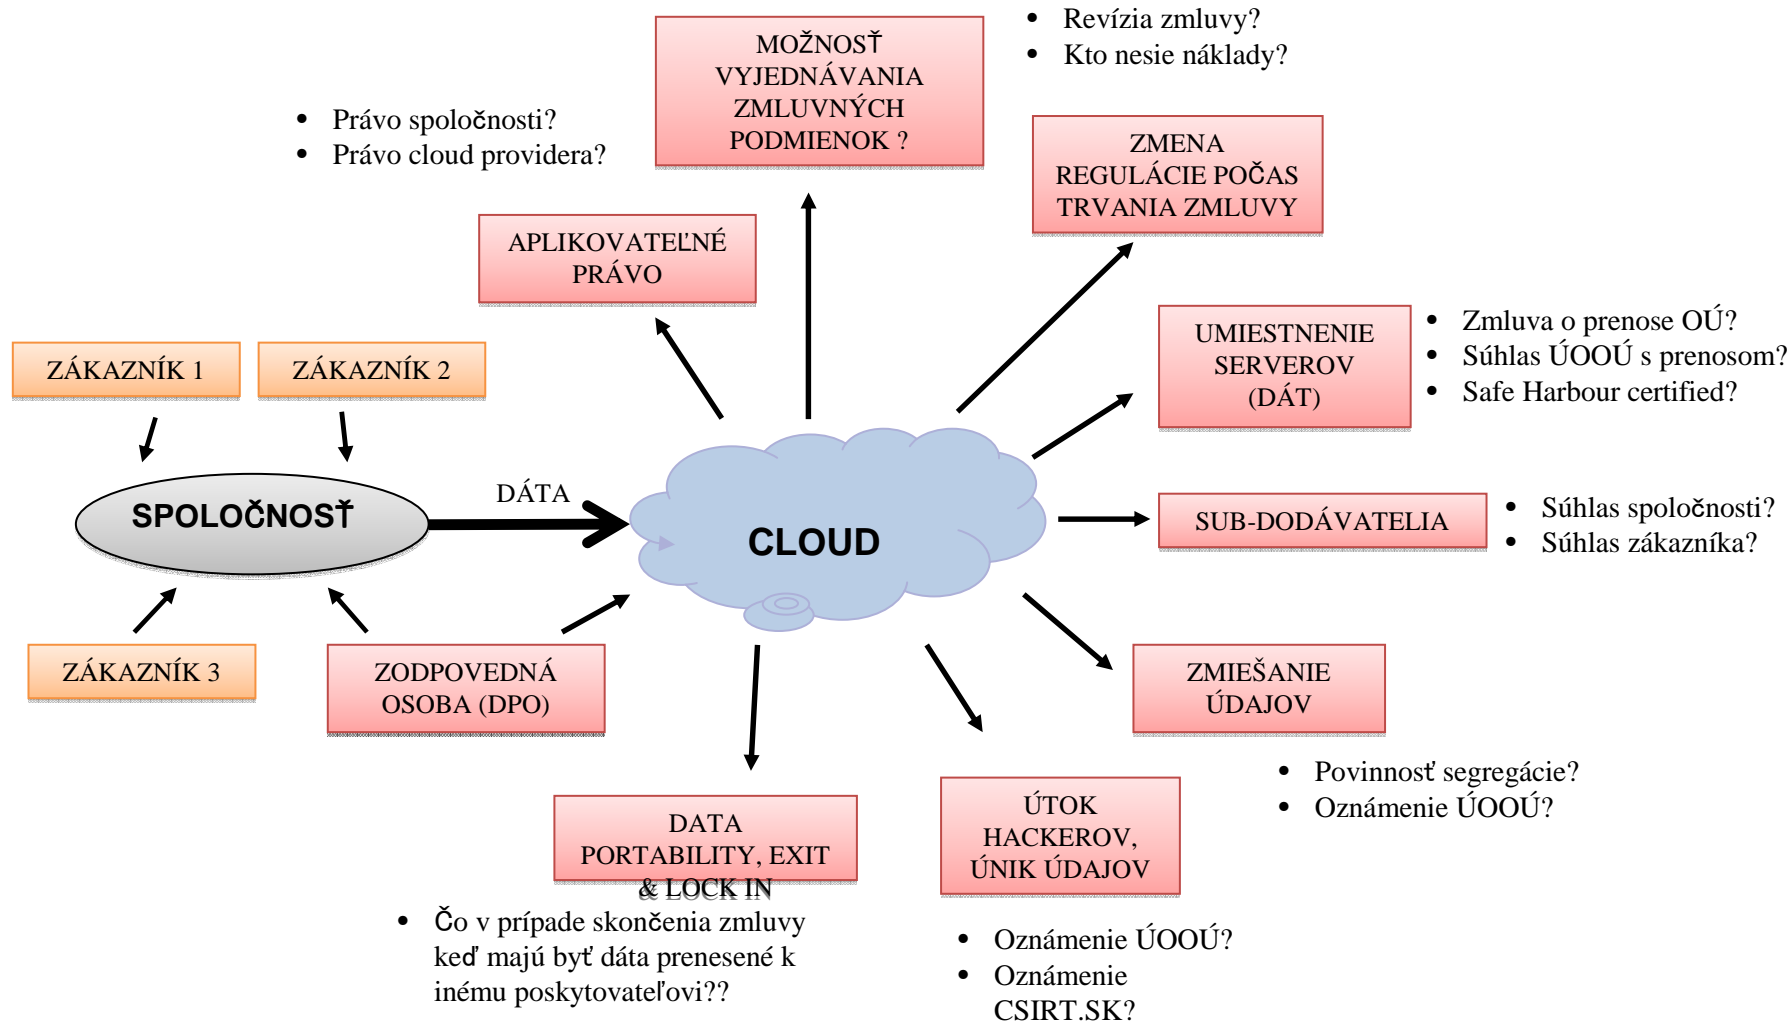 • Revízia zmluvy?
• Kto nesie náklady?
MOŽNOSŤ
VYJEDNÁVANIA
ZMLUVNÝCH
PODMIENOK ?
• Právo spoločnosti?
• Právo cloud providera?
ZMENA
REGULÁCIE POČAS
TRVANIA ZMLUVY
APLIKOVATEĽNÉ
PRÁVO
UMIESTNENIE
SERVEROV
(DÁT)
• Zmluva o prenose OÚ?
• Súhlas ÚOOÚ s prenosom?
• Safe Harbour certified?
ZÁKAZNÍK 1
ZÁKAZNÍK 2
SPOLOČNOSŤ
DÁTA
CLOUD
SUB-DODÁVATELIA
• Súhlas spoločnosti?
• Súhlas zákazníka?
ZÁKAZNÍK 3
ZODPOVEDNÁ
OSOBA (DPO)
ZMIEŠANIE
ÚDAJOV
• Povinnosť segregácie?
• Oznámenie ÚOOÚ?
DATA
PORTABILITY, EXIT
& LOCK IN
• Čo v prípade skončenia zmluvy
keď majú byť dáta prenesené k
inému poskytovateľovi??
ÚTOK
HACKEROV,
ÚNIK ÚDAJOV
• Oznámenie ÚOOÚ?
• Oznámenie
CSIRT.SK?